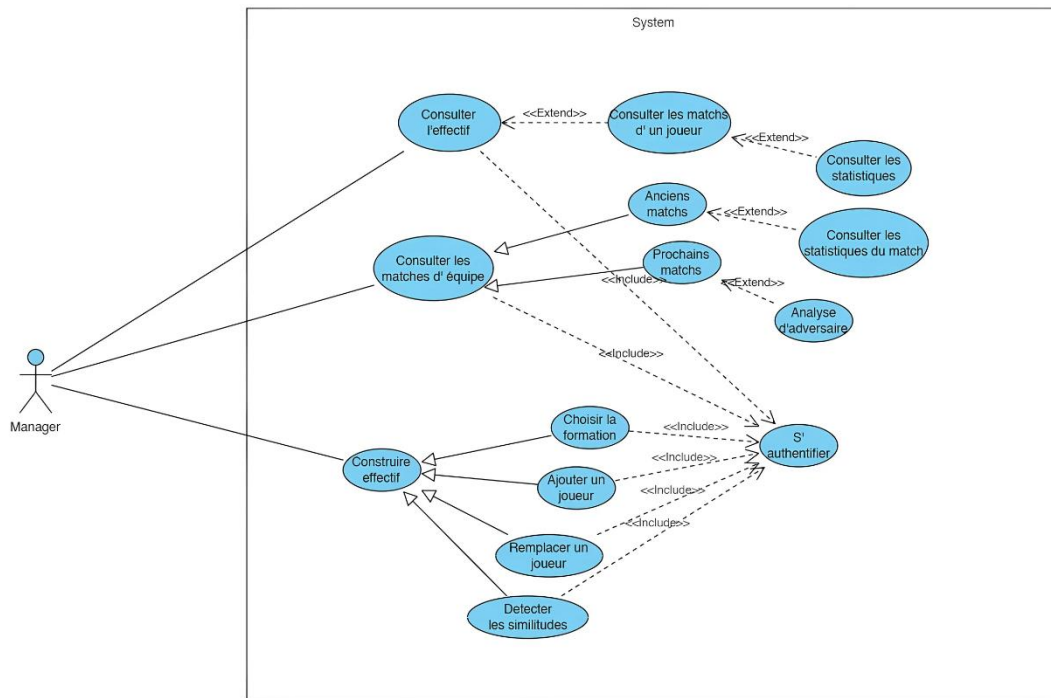 System
Consulter
l'effectif
<<Extend>>
Consulter les matchs
d' un joueur
<<Extend>>
Consulter les
statistiques
Anciens
matchs
<<Extend>>
Consulter les
statistiques du match
Consulter les
matches d' équipe
Prochains
matchs
<<Include>>
<<Extend>>
Analyse
d'adversaire
<<Include>>
Manager
Choisir la
formation
<<Include>>
S'
authentifier
Construire
effectif
<<Include>>
Ajouter un
joueur
<<Include>>
<<Include>>
Remplacer un
joueur
Detecter
les similitudes